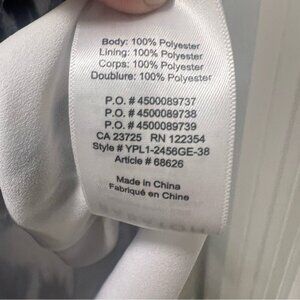 Body: 100% Polyester
Lining: 100% Polyester
Corps: 100% Polyester
Doublure: 100% Polyester
P.O. # 4500089737
P.O. # 4500089738
P.O. # 4500089739
CA 23725 RN 122354
Style # YPL1-2456GE-38
Article # 68626
Made in China
Fabriqué en Chine